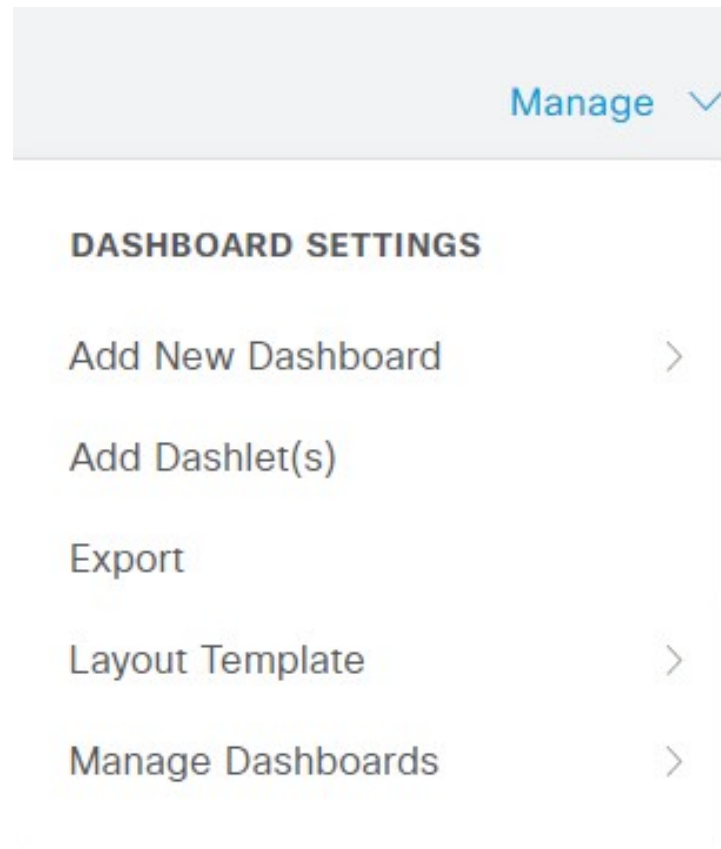 Manage
DASHBOARD SETTINGS
Add New Dashboard
Add Dashlet(s)
Export
Layout Template
Manage Dashboards